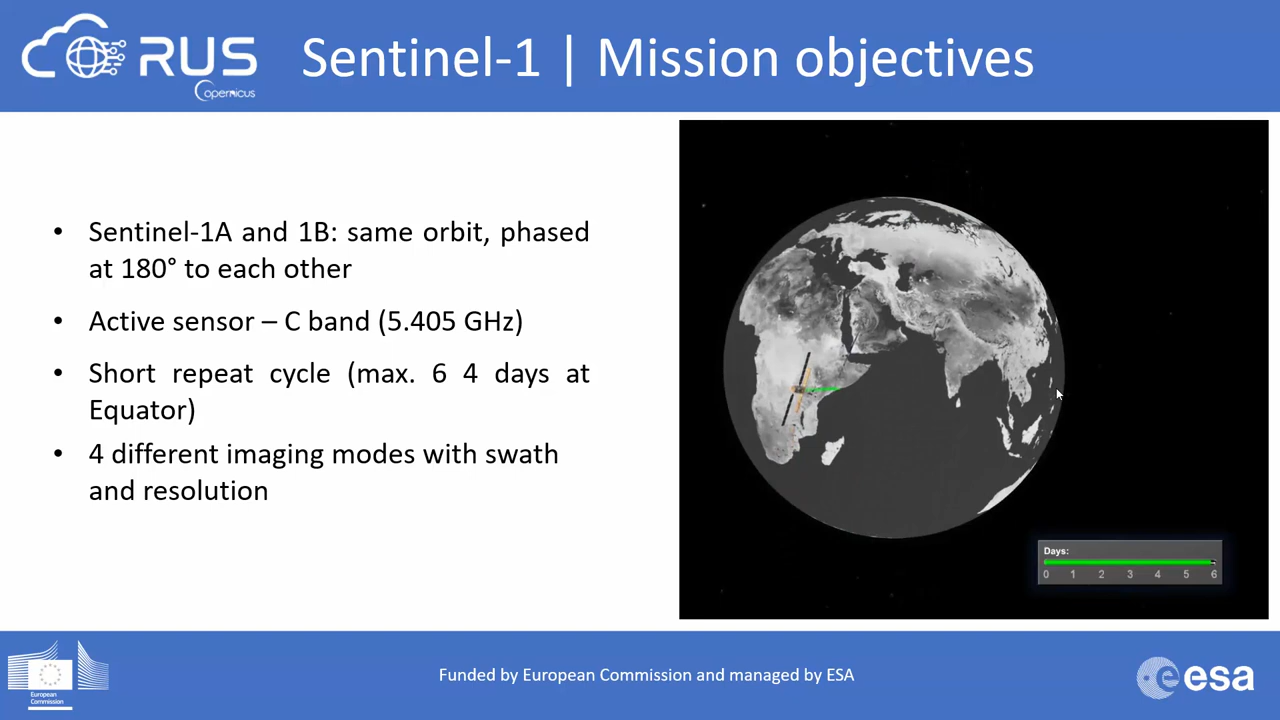 RUS
Copernicus
Sentinel-1 | Mission objectives
• Sentinel-1A and 1B: same orbit, phased
at 180° to each other
• Active sensor – C band (5.405 GHz)
• Short repeat cycle (max. 6 4 days at
Equator)
• 4 different imaging modes with swath
and resolution
Days:
0 1 2 3 4 5 6
European
Commission
Funded by European Commission and managed by ESA
esa